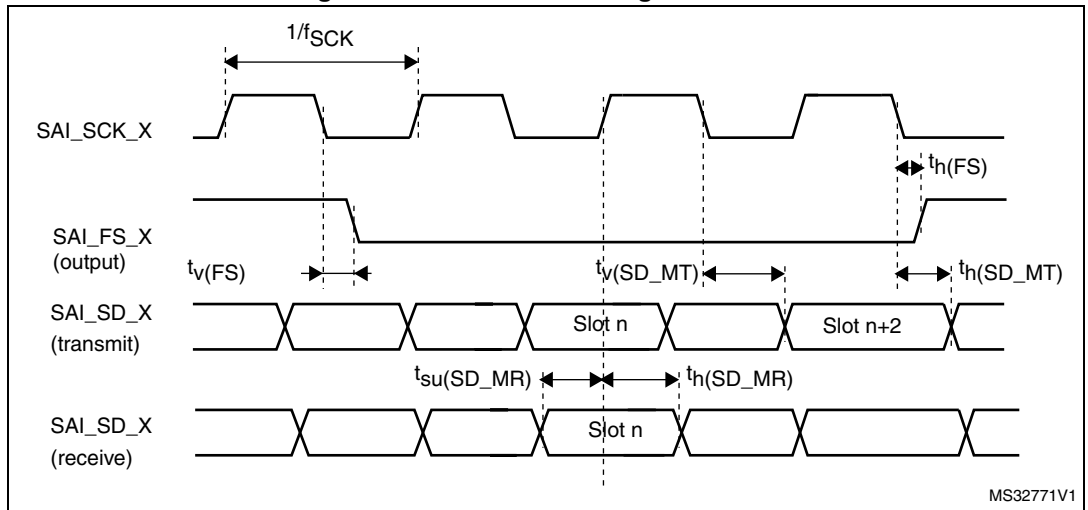 1/fSCK
SAI_SCK_X
th(FS)
SAI_FS_X
(output)
tv(FS)
tv(SD_MT)
th(SD_MT)
SAI_SD_X
(transmit)
Slot n
Slot n+2
tsu(SD_MR)
th(SD_MR)
SAI_SD_X
(receive)
Slot n
MS32771V1